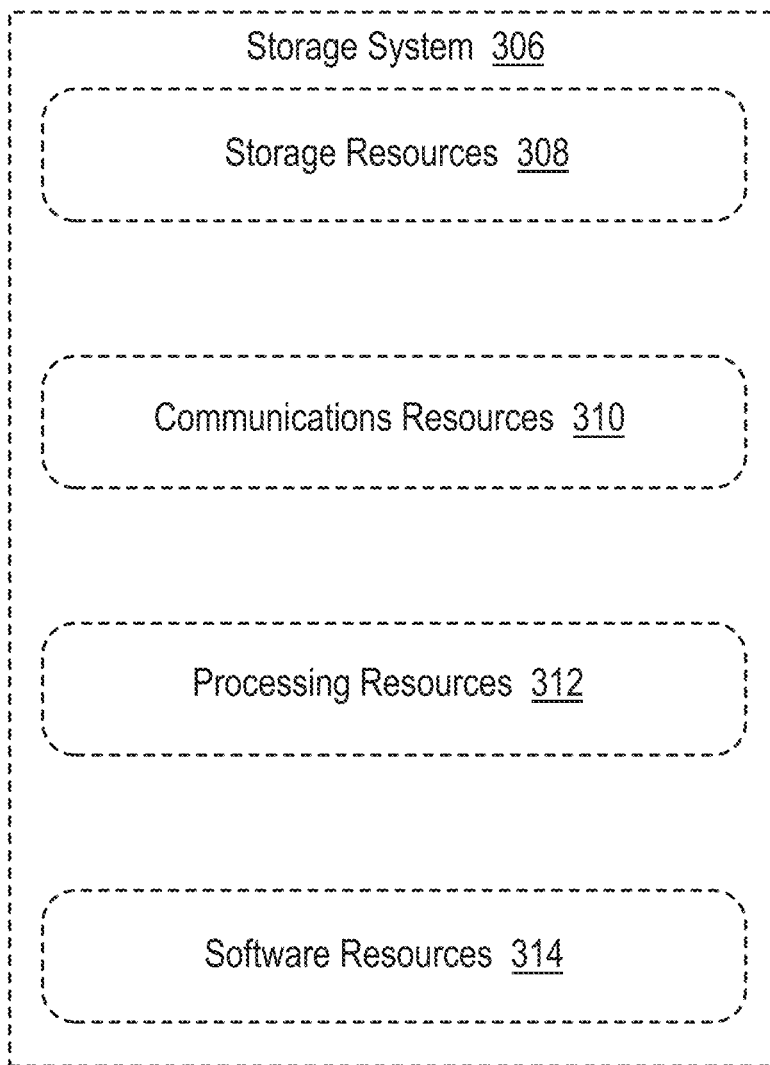 Storage System 306
Storage Resources 308
Communications Resources 310
Processing Resources 312
Software Resources 314